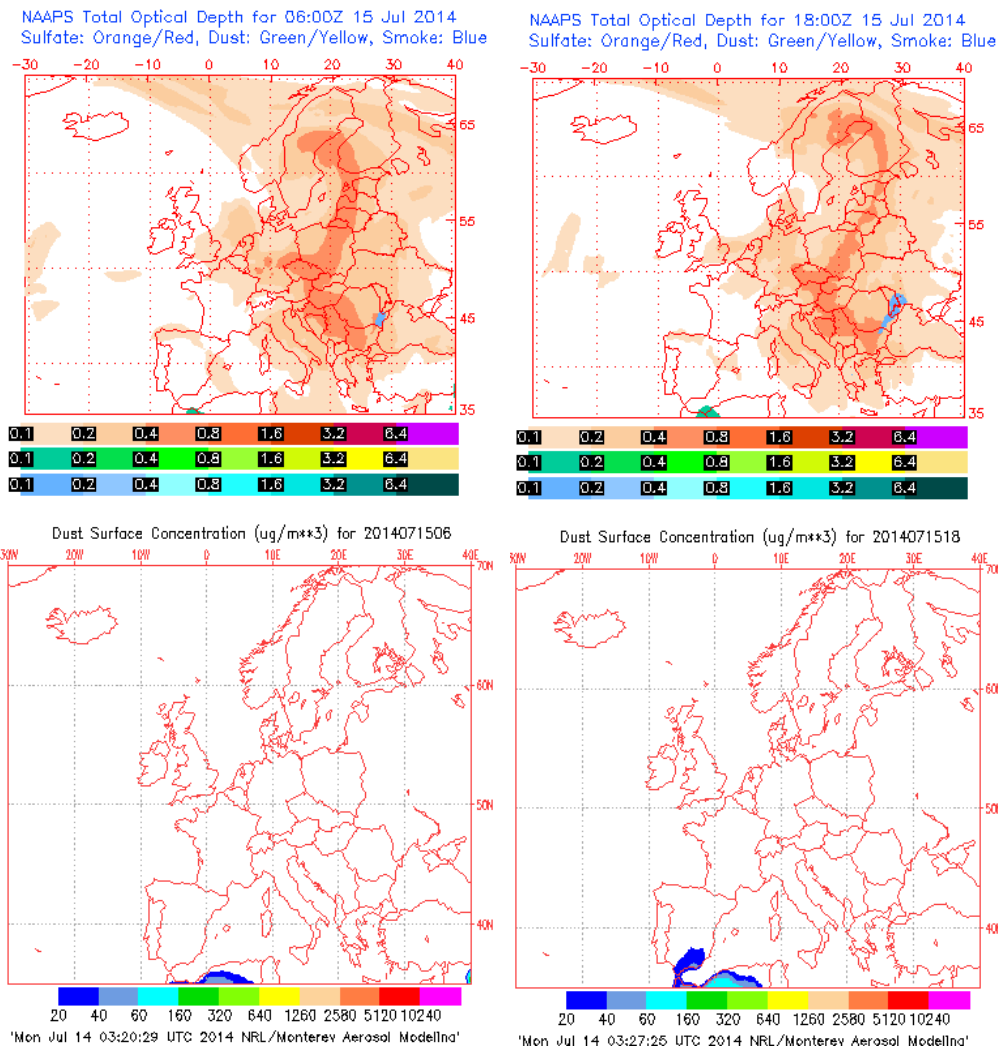 NAAPS Total Optical Depth for 06:00Z 15 Jul 2014
Sulfate: Orange/Red, Dust: Green/Yellow, Smoke: Blue
-30 -20 -10 0 10 20 30 40
65
55
45
35
0.1 0.2 0.4 0.8 1.6 3.2 6.4
0.1 0.2 0.4 0.8 1.6 3.2 6.4
0.1 0.2 0.4 0.8 1.6 3.2 6.4
NAAPS Total Optical Depth for 18:00Z 15 Jul 2014
Sulfate: Orange/Red, Dust: Green/Yellow, Smoke: Blue
-30 -20 -10 0 10 20 30 40
65
55
45
35
0.1 0.2 0.4 0.8 1.6 3.2 6.4
0.1 0.2 0.4 0.8 1.6 3.2 6.4
0.1 0.2 0.4 0.8 1.6 3.2 6.4
Dust Surface Concentration (ug/m**3) for 2014071506
30W 20W 10W 0 10E 20E 30E 40E
70N
60N
50N
40N
20 40 60 160 320 640 1260 2580 5120 10240
'Mon Jul 14 03:20:29 UTC 2014 NRL/Monterey Aerosol Modeling'
Dust Surface Concentration (ug/m**3) for 2014071518
30W 20W 10W 0 10E 20E 30E 40E
70N
60N
50N
40N
20 40 60 160 320 640 1260 2580 5120 10240
'Mon Jul 14 03:27:25 UTC 2014 NRL/Monterey Aerosol Modeling'